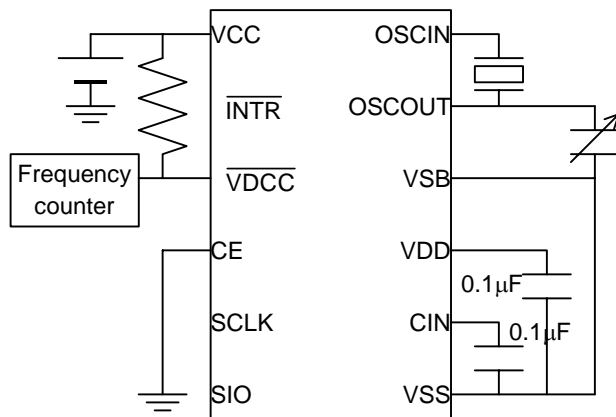 VCC OSCIN
INTR OSCOUT
Frequency
counter
VDCC VSB
CE VDD
0.1μF
SCLK CIN
0.1μF
SIO VSS